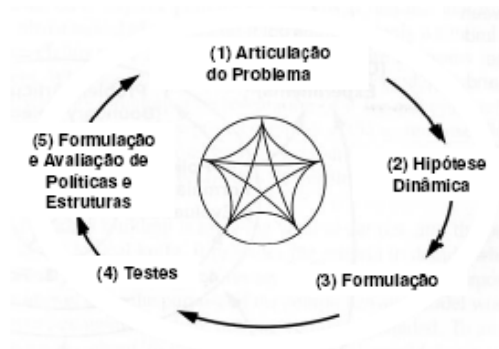 (1) Articulação
do Problema
(2) Hipótese
Dinâmica
(3) Formulação
(4) Testes
(5) Formulação
e Avaliação de
Políticas e
Estruturas